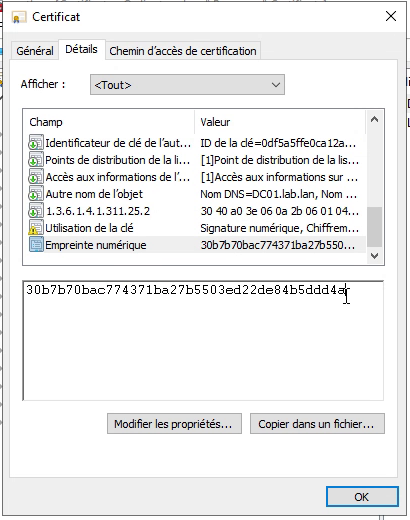 Certificat
Général Détails Chemin d'accès de certification
Afficher : <Tout>
Champ Valeur
Identificateur de clé de l'aut... ID de la clé=0df5a5ffe0ca12a...
Points de distribution de la li... [1]Point de distribution de la lis...
Accès aux informations de l'... [1]Accès aux informations sur ...
Autre nom de l'objet Nom DNS=DC01.lab.lan, Nom ...
1.3.6.1.4.1.311.25.2 30 40 a0 3e 06 0a 2b 06 01 04...
Utilisation de la clé Signature numérique, Chiffrem...
Empreinte numérique 30b7b70bac774371ba27b550...
30b7b70bac774371ba27b5503ed22de84b5ddd4a
Modifier les propriétés... Copier dans un fichier...
OK